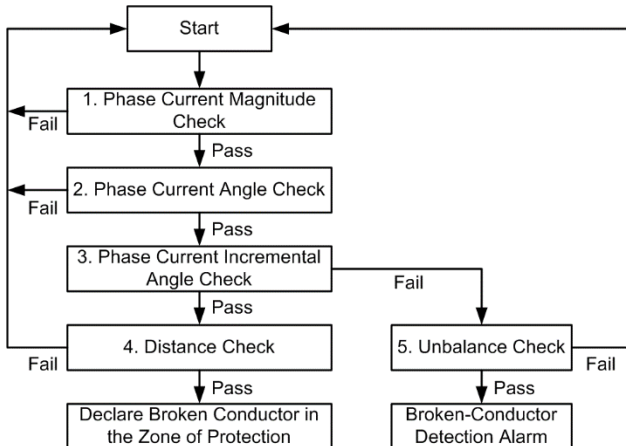 Start
1. Phase Current Magnitude
Check
Fail
Pass
2. Phase Current Angle Check
Fail
Pass
3. Phase Current Incremental
Angle Check
Fail
Pass
4. Distance Check
5. Unbalance Check
Fail
Fail
Pass
Pass
Declare Broken Conductor in
the Zone of Protection
Broken-Conductor
Detection Alarm